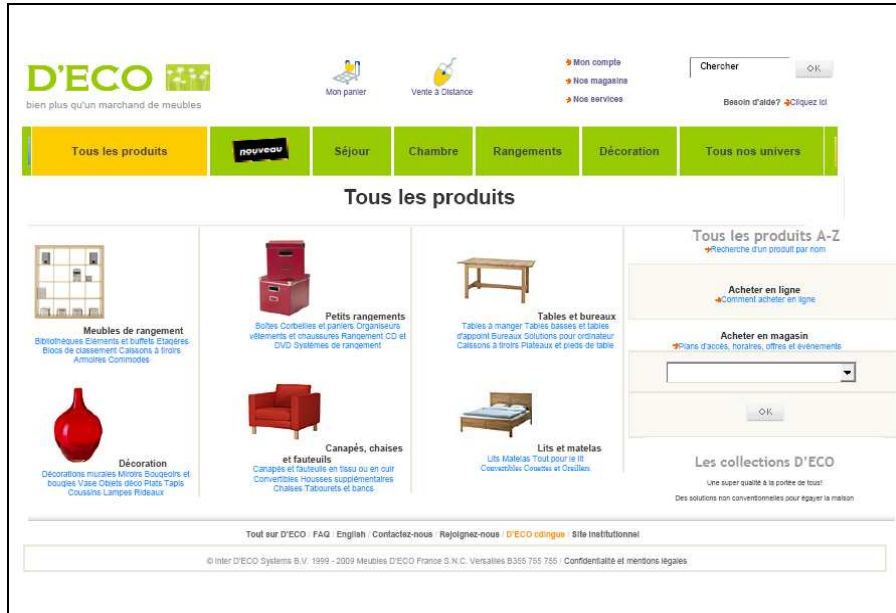 D'ECO
bien plus qu'un marchand de meubles
Mon panier
Vente à Distance
Mon compte
Nos magasins
Nos services
Chercher
OK
Besoin d'aide? Cliquez ici
Tous les produits
nouveau
Séjour
Chambre
Rangements
Décoration
Tous nos univers
Tous les produits
Meubles de rangement
Bibliothèques Eléments et buffets Etagères
Blocs de classement Caissons à tiroirs
Armoires Commodes
Petits rangements
Boîtes Corbeilles et paniers Organiseurs
vêtements et chaussures Rangement CD et
DVD Systèmes de rangement
Tables et bureaux
Tables à manger Tables basses et tables
d'appoint Bureaux Solutions pour ordinateur
Caissons à tiroirs Plateaux et pieds de table
Décoration
Décorations murales Miroirs Bougeoirs et
bougies Vase Objets déco Plats Tapis
Coussins Lampes Rideaux
Canapés, chaises
et fauteuils
Canapés et fauteuils en tissu ou en cuir
Convertibles Housses supplémentaires
Chaises Tabourets et bancs
Lits et matelas
Lits Matelas Tout pour le lit
Convertibles Couettes et Oreillers
Tous les produits A-Z
Recherche d'un produit par nom
Acheter en ligne
Comment acheter en ligne
Acheter en magasin
Plans d'accès, horaires, offres et évènements
OK
Les collections D'ECO
Une super qualité à la portée de tous!
Des solutions non conventionnelles pour égayer la maison
Tout sur D'ECO / FAQ / English / Contactez-nous / Rejoignez-nous / D'ECO cdingue / Site institutionnel
© Inter D'ECO Systems B.V. 1999 - 2009 Meubles D'ECO France S.N.C. Versailles B355 755 755 / Confidentialité et mentions légales